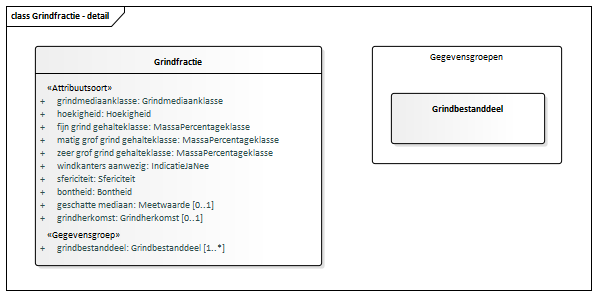 class Grindfractie - detail
Grindfractie
«Attribuutsoort»
+ grindmediaanklasse: Grindmediaanklasse
+ hoekigheid: Hoekigheid
+ fijn grind gehalteklasse: MassaPercentageklasse
+ matig grof grind gehalteklasse: MassaPercentageklasse
+ zeer grof grind gehalteklasse: MassaPercentageklasse
+ windkanters aanwezig: IndicatieJaNee
+ sfericiteit: Sfericiteit
+ bontheid: Bontheid
+ geschatte mediaan: Meetwaarde [0..1]
+ grindherkomst: Grindherkomst [0..1]
«Gegevensgroep»
+ grindbestanddeel: Grindbestanddeel [1..*]
Gegevensgroepen
Grindbestanddeel